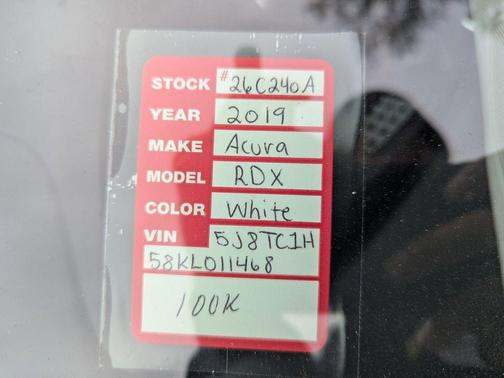 STOCK #26C240A
YEAR 2019
MAKE Acura
MODEL RDX
COLOR White
VIN 5J8TC1H
58KL011468
100K